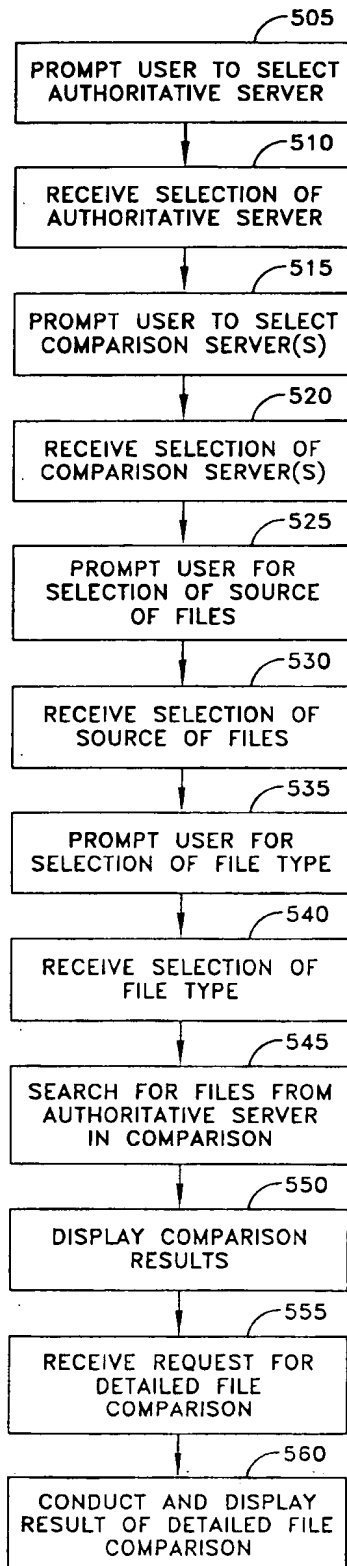 505
PROMPT USER TO SELECT
AUTHORITATIVE SERVER
510
RECEIVE SELECTION OF
AUTHORITATIVE SERVER
515
PROMPT USER TO SELECT
COMPARISON SERVER(S)
520
RECEIVE SELECTION OF
COMPARISON SERVER(S)
525
PROMPT USER FOR
SELECTION OF SOURCE
OF FILES
530
RECEIVE SELECTION OF
SOURCE OF FILES
535
PROMPT USER FOR
SELECTION OF FILE TYPE
540
RECEIVE SELECTION OF
FILE TYPE
545
SEARCH FOR FILES FROM
AUTHORITATIVE SERVER
IN COMPARISON
550
DISPLAY COMPARISON
RESULTS
555
RECEIVE REQUEST FOR
DETAILED FILE
COMPARISON
560
CONDUCT AND DISPLAY
RESULT OF DETAILED FILE
COMPARISON